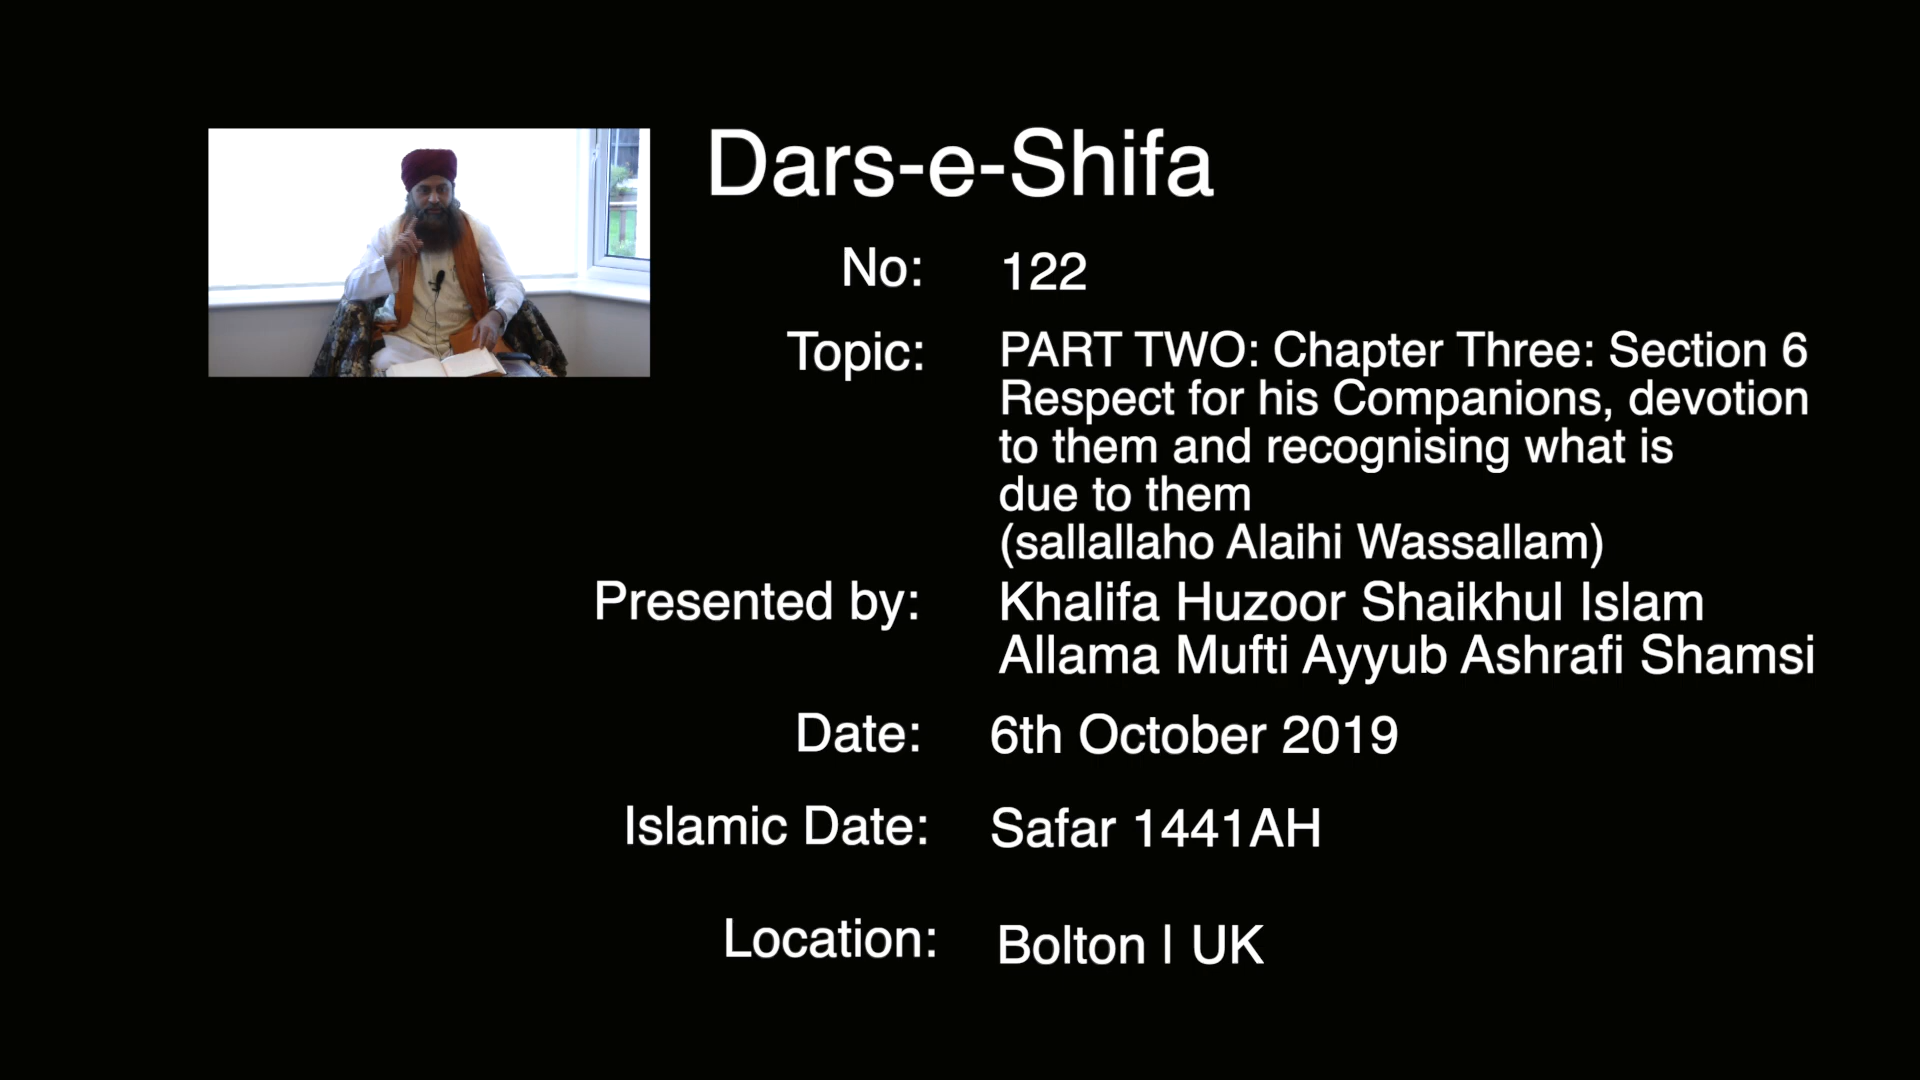 Dars-e-Shifa
No: 122
Topic: PART TWO: Chapter Three: Section 6
Respect for his Companions, devotion
to them and recognising what is
due to them
(sallallaho Alaihi Wassallam)
Presented by: Khalifa Huzoor Shaikhul Islam
Allama Mufti Ayyub Ashrafi Shamsi
Date: 6th October 2019
Islamic Date: Safar 1441AH
Location: Bolton | UK